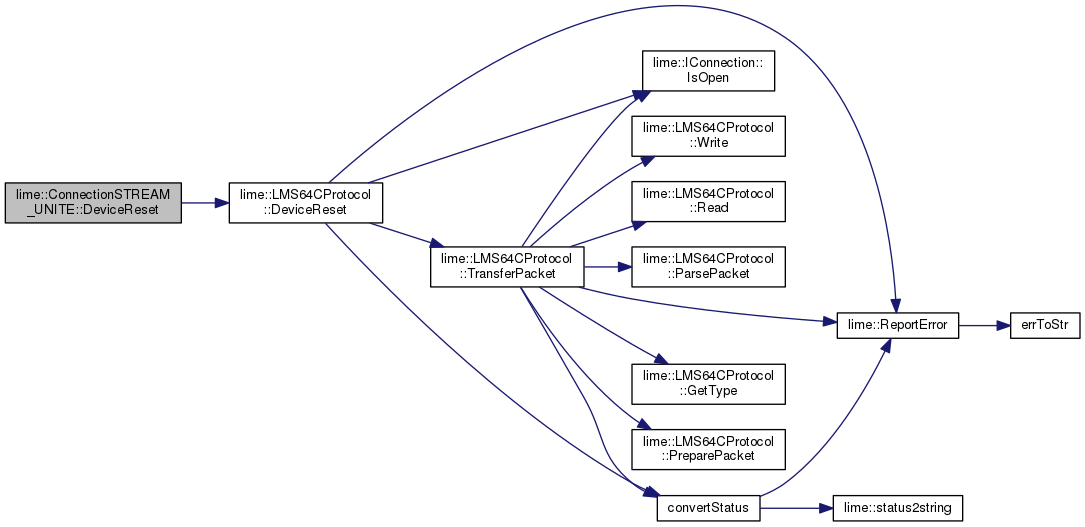 lime::ConnectionSTREAM
_UNITE::DeviceReset
lime::LMS64CProtocol
::DeviceReset
lime::LMS64CProtocol
::TransferPacket
lime::IConnection::
IsOpen
lime::LMS64CProtocol
::Write
lime::LMS64CProtocol
::Read
lime::LMS64CProtocol
::ParsePacket
lime::LMS64CProtocol
::GetType
lime::LMS64CProtocol
::PreparePacket
convertStatus
lime::ReportError
lime::status2string
errToStr